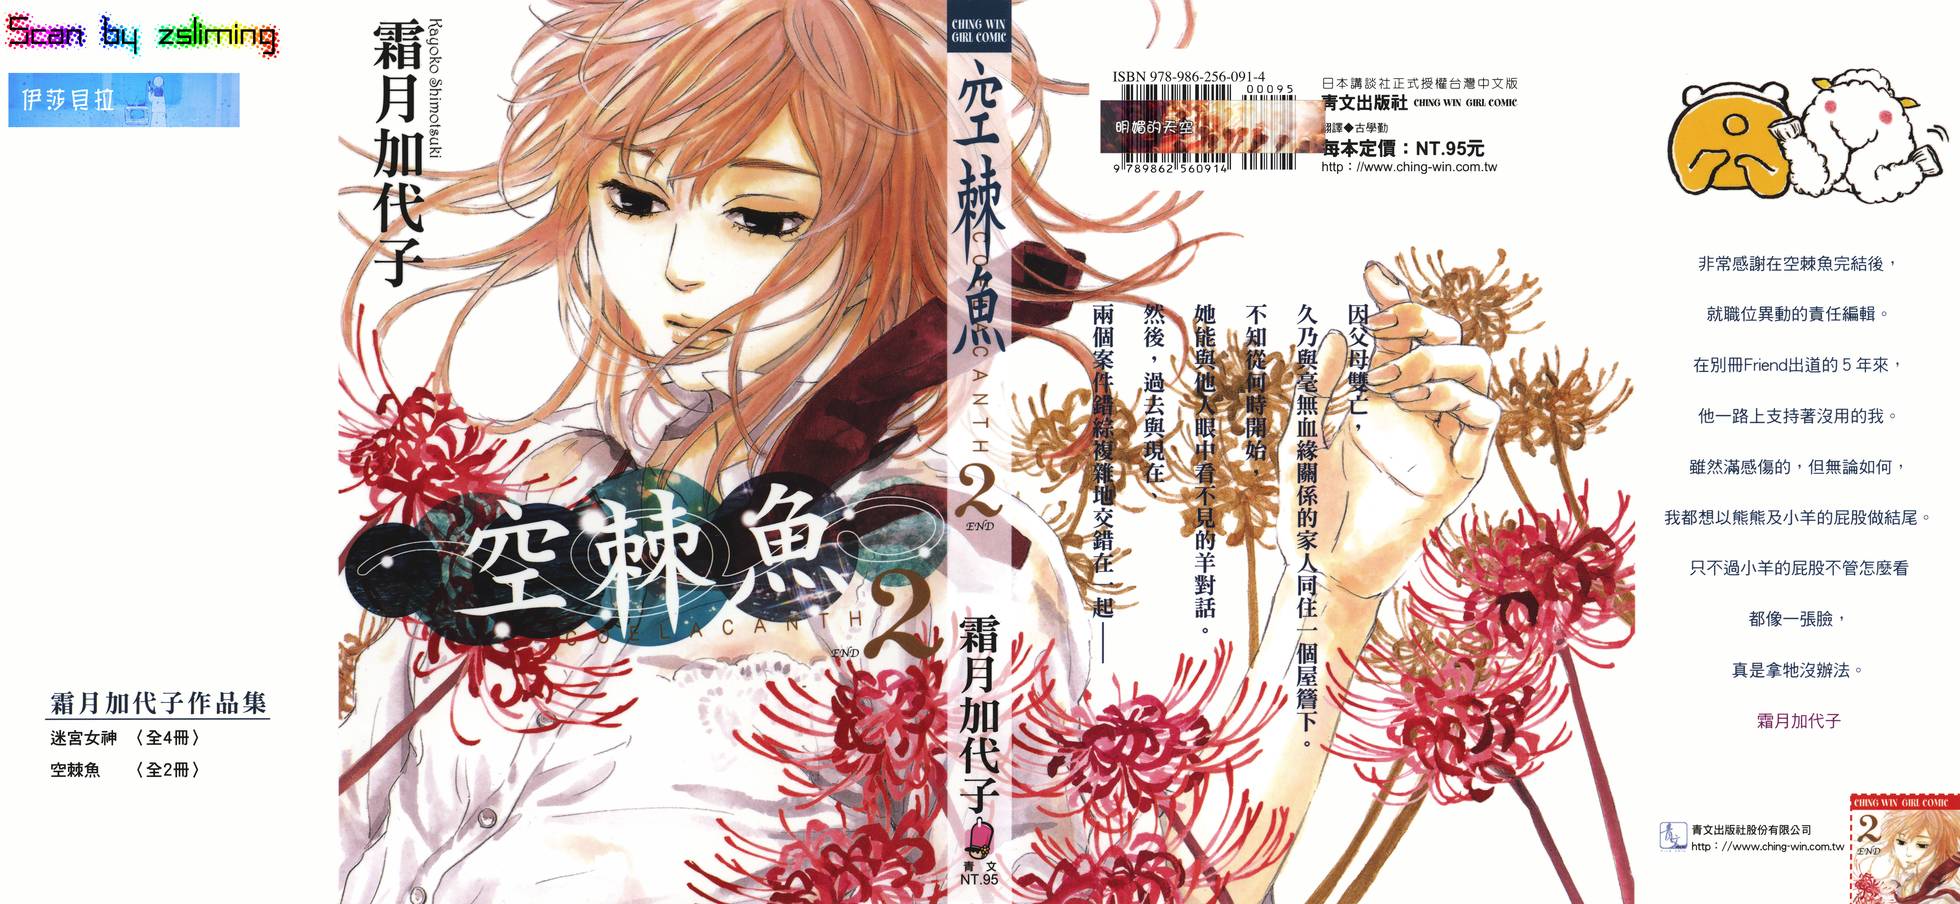 Scan by zsliming
伊莎貝拉
霜月加代子作品集
迷宮女神 〈全4冊〉
空棘魚 〈全2冊〉
霜月加代子
Kayoko Shimotsuki
空棘魚
COELACANTH
2
END
CHING WIN
GIRL COMIC
空棘魚
COELACANTH
2
END
霜月加代子
青文
NT.95
ISBN 978-986-256-091-4
00095
明媚的天空
9 789862 560914
日本講談社正式授權台灣中文版
青文出版社 CHING WIN GIRL COMIC
翻譯◆古學勤
每本定價：NT.95元
http：//www.ching-win.com.tw
因父母雙亡，
久乃與毫無血緣關係的家人同住一個屋簷下。
不知從何時開始，
她能與他人眼中看不見的羊對話。
然後，過去與現在、
兩個案件錯綜複雜地交錯在一起——
非常感謝在空棘魚完結後，
就職位異動的責任編輯。
在別冊Friend出道的５年來，
他一路上支持著沒用的我。
雖然滿感傷的，但無論如何，
我都想以熊熊及小羊的屁股做結尾。
只不過小羊的屁股不管怎麼看
都像一張臉，
真是拿牠沒辦法。
霜月加代子
青文出版社股份有限公司
http：//www.ching-win.com.tw
CHING WIN GIRL COMIC
2
END